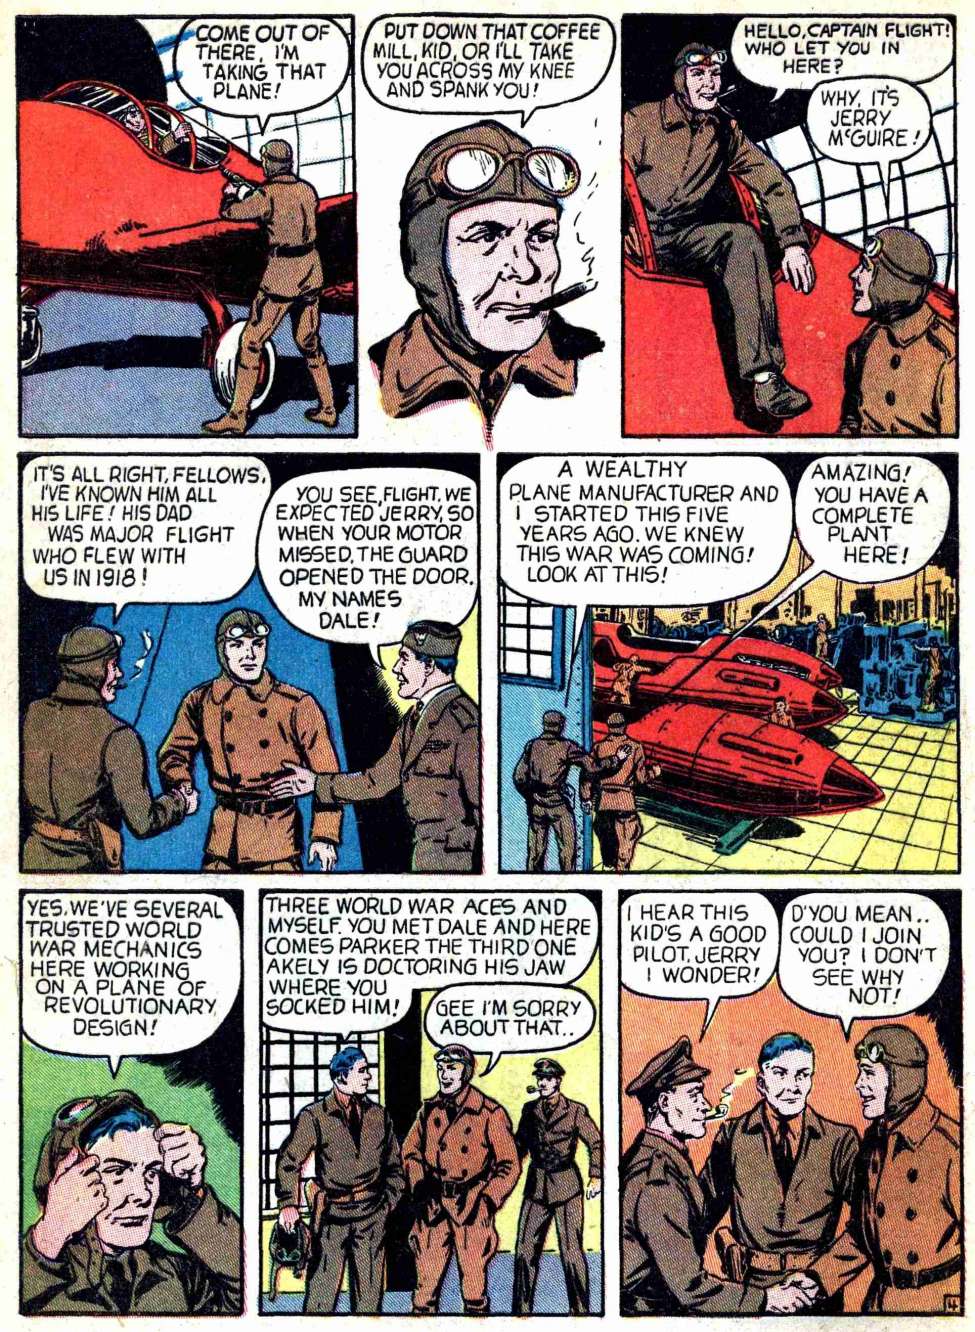 COME OUT OF
THERE, I'M
TAKING THAT
PLANE!
PUT DOWN THAT COFFEE
MILL, KID, OR I'LL TAKE
YOU ACROSS MY KNEE
AND SPANK YOU!
HELLO, CAPTAIN FLIGHT!
WHO LET YOU IN
HERE?
WHY, IT'S
JERRY
McGUIRE!
IT'S ALL RIGHT, FELLOWS,
I'VE KNOWN HIM ALL
HIS LIFE! HIS DAD
WAS MAJOR FLIGHT
WHO FLEW WITH
US IN 1918!
YOU SEE, FLIGHT, WE
EXPECTED JERRY, SO
WHEN YOUR MOTOR
MISSED, THE GUARD
OPENED THE DOOR.
MY NAMES
DALE!
A WEALTHY
PLANE MANUFACTURER AND
I STARTED THIS FIVE
YEARS AGO. WE KNEW
THIS WAR WAS COMING!
LOOK AT THIS!
AMAZING!
YOU HAVE A
COMPLETE
PLANT
HERE!
YES, WE'VE SEVERAL
TRUSTED WORLD
WAR MECHANICS
HERE WORKING
ON A PLANE OF
REVOLUTIONARY
DESIGN!
THREE WORLD WAR ACES AND
MYSELF. YOU MET DALE AND HERE
COMES PARKER THE THIRD ONE
AKELY IS DOCTORING HIS JAW
WHERE YOU
SOCKED HIM!
GEE I'M SORRY
ABOUT THAT..
I HEAR THIS
KID'S A GOOD
PILOT, JERRY
I WONDER!
D'YOU MEAN..
COULD I JOIN
YOU? I DON'T
SEE WHY
NOT!
4